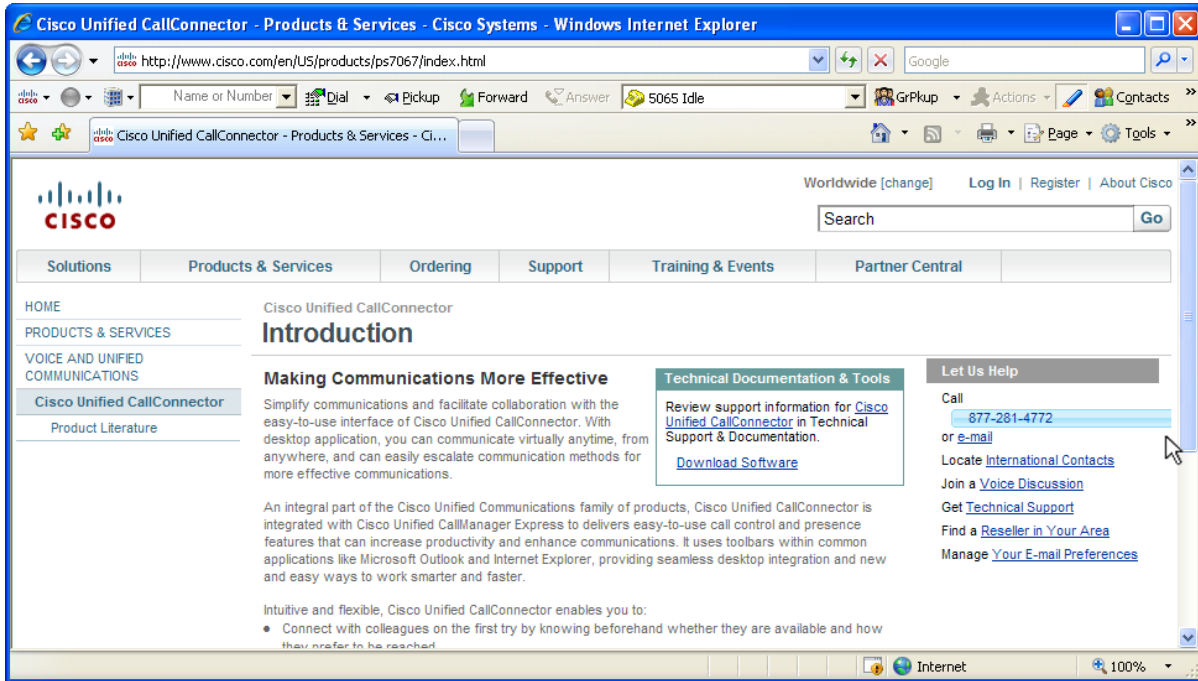 Cisco Unified CallConnector - Products & Services - Cisco Systems - Windows Internet Explorer
http://www.cisco.com/en/US/products/ps7067/index.html
Google
Name or Number Dial Pickup Forward Answer 5065 Idle GrPkup Actions Contacts »
Cisco Unified CallConnector - Products & Services - Ci...
Page Tools »
Worldwide [change] Log In | Register | About Cisco
CISCO
Search Go
Solutions Products & Services Ordering Support Training & Events Partner Central
HOME
PRODUCTS & SERVICES
VOICE AND UNIFIED
COMMUNICATIONS
Cisco Unified CallConnector
Product Literature
Cisco Unified CallConnector
Introduction
Making Communications More Effective
Simplify communications and facilitate collaboration with the
easy-to-use interface of Cisco Unified CallConnector. With
desktop application, you can communicate virtually anytime, from
anywhere, and can easily escalate communication methods for
more effective communications.
Technical Documentation & Tools
Review support information for Cisco
Unified CallConnector in Technical
Support & Documentation.
Download Software
An integral part of the Cisco Unified Communications family of products, Cisco Unified CallConnector is
integrated with Cisco Unified CallManager Express to delivers easy-to-use call control and presence
features that can increase productivity and enhance communications. It uses toolbars within common
applications like Microsoft Outlook and Internet Explorer, providing seamless desktop integration and new
and easy ways to work smarter and faster.
Intuitive and flexible, Cisco Unified CallConnector enables you to:
• Connect with colleagues on the first try by knowing beforehand whether they are available and how
they prefer to be reached
Let Us Help
Call
877-281-4772
or e-mail
Locate International Contacts
Join a Voice Discussion
Get Technical Support
Find a Reseller in Your Area
Manage Your E-mail Preferences
Internet 100%